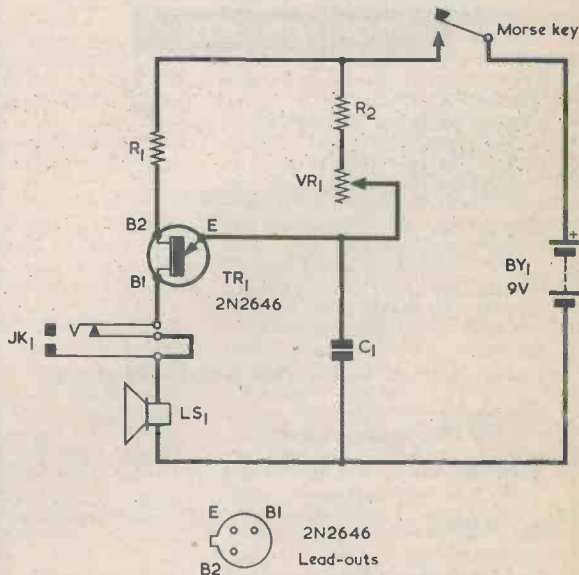 Morse key
R2
R1
VR1
B2
E
+
BY1
9V
B1
TR1
2N2646
JK1
V
C1
LS1
E
B1
2N2646
Lead-outs
B2